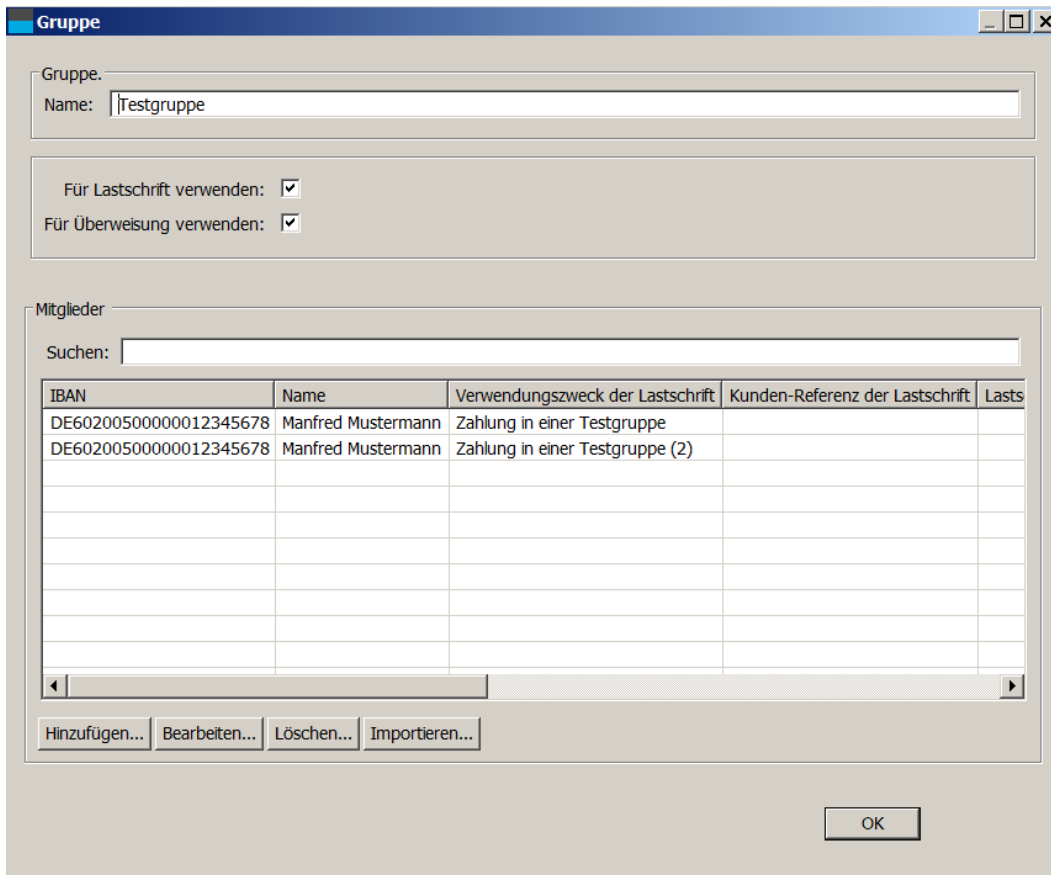 Gruppe
Gruppe.
Name: Testgruppe
Für Lastschrift verwenden:
Für Überweisung verwenden:
Mitglieder
Suchen:
IBAN Name Verwendungszweck der Lastschrift Kunden-Referenz der Lastschrift Lasts
DE60200500000012345678 Manfred Mustermann Zahlung in einer Testgruppe
DE60200500000012345678 Manfred Mustermann Zahlung in einer Testgruppe (2)
Hinzufügen... Bearbeiten... Löschen... Importieren...
OK